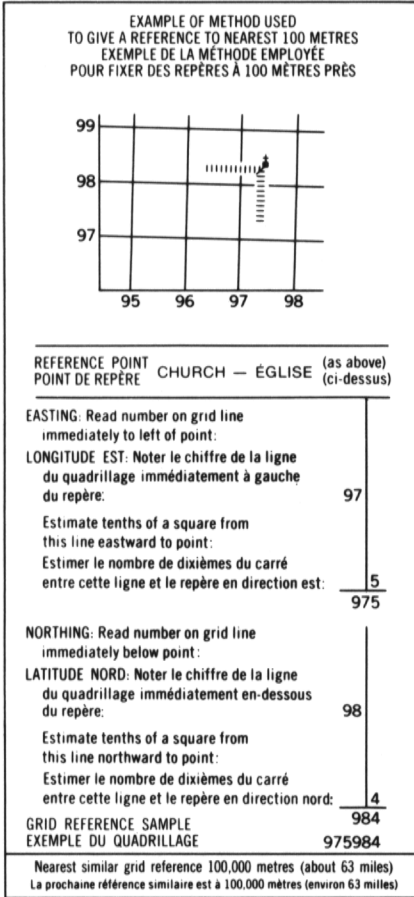 EXAMPLE OF METHOD USED
TO GIVE A REFERENCE TO NEAREST 100 METRES
EXEMPLE DE LA MÉTHODE EMPLOYÉE
POUR FIXER DES REPÈRES À 100 MÈTRES PRÈS
99
98
97
95 96 97 98
REFERENCE POINT CHURCH — ÉGLISE (as above)
POINT DE REPÈRE (ci-dessus)
EASTING: Read number on grid line
immediately to left of point:
LONGITUDE EST: Noter le chiffre de la ligne
du quadrillage immédiatement à gauche
du repère: 97
Estimate tenths of a square from
this line eastward to point:
Estimer le nombre de dixièmes du carré
entre cette ligne et le repère en direction est: 5
975
NORTHING: Read number on grid line
immediately below point:
LATITUDE NORD: Noter le chiffre de la ligne
du quadrillage immédiatement en-dessous
du repère: 98
Estimate tenths of a square from
this line northward to point:
Estimer le nombre de dixièmes du carré
entre cette ligne et le repère en direction nord: 4
984
GRID REFERENCE SAMPLE
EXEMPLE DU QUADRILLAGE 975984
Nearest similar grid reference 100,000 metres (about 63 miles)
La prochaine référence similaire est à 100,000 mètres (environ 63 milles)